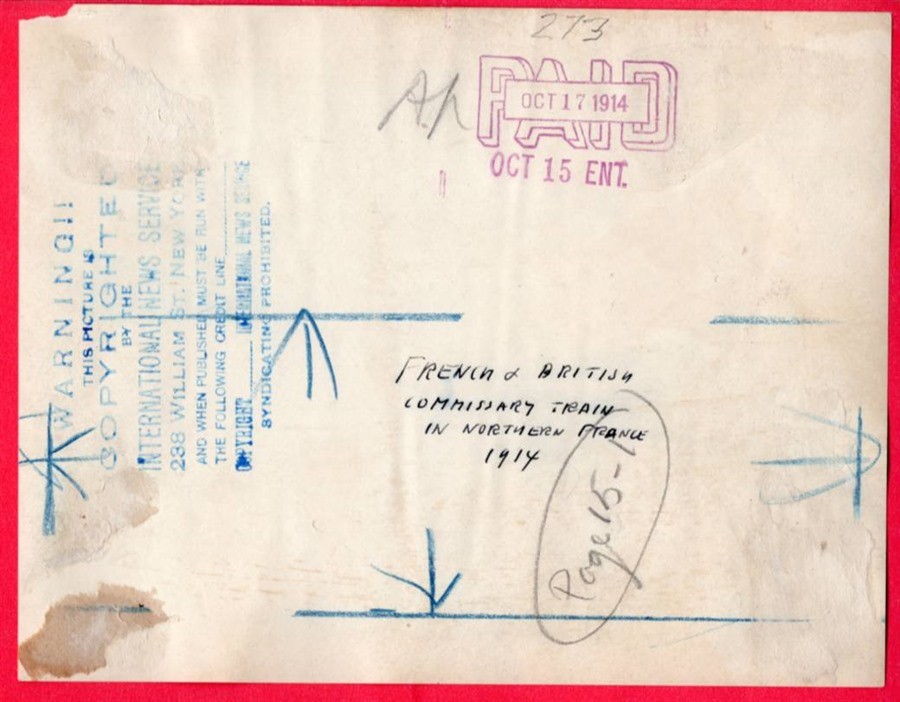 273
PAID
OCT 17 1914
OCT 15 ENT.
WARNING!!
THIS PICTURE IS
COPYRIGHTED
BY THE
INTERNATIONAL NEWS SERVICE
238 WILLIAM ST. NEW YORK
AND WHEN PUBLISHED MUST BE RUN WITH
THE FOLLOWING CREDIT LINE
COPYRIGHT INTERNATIONAL NEWS SERVICE
SYNDICATING PROHIBITED.
FRENCH & BRITISH
COMMISSARY TRAIN
IN NORTHERN FRANCE
1914
Page 15-1